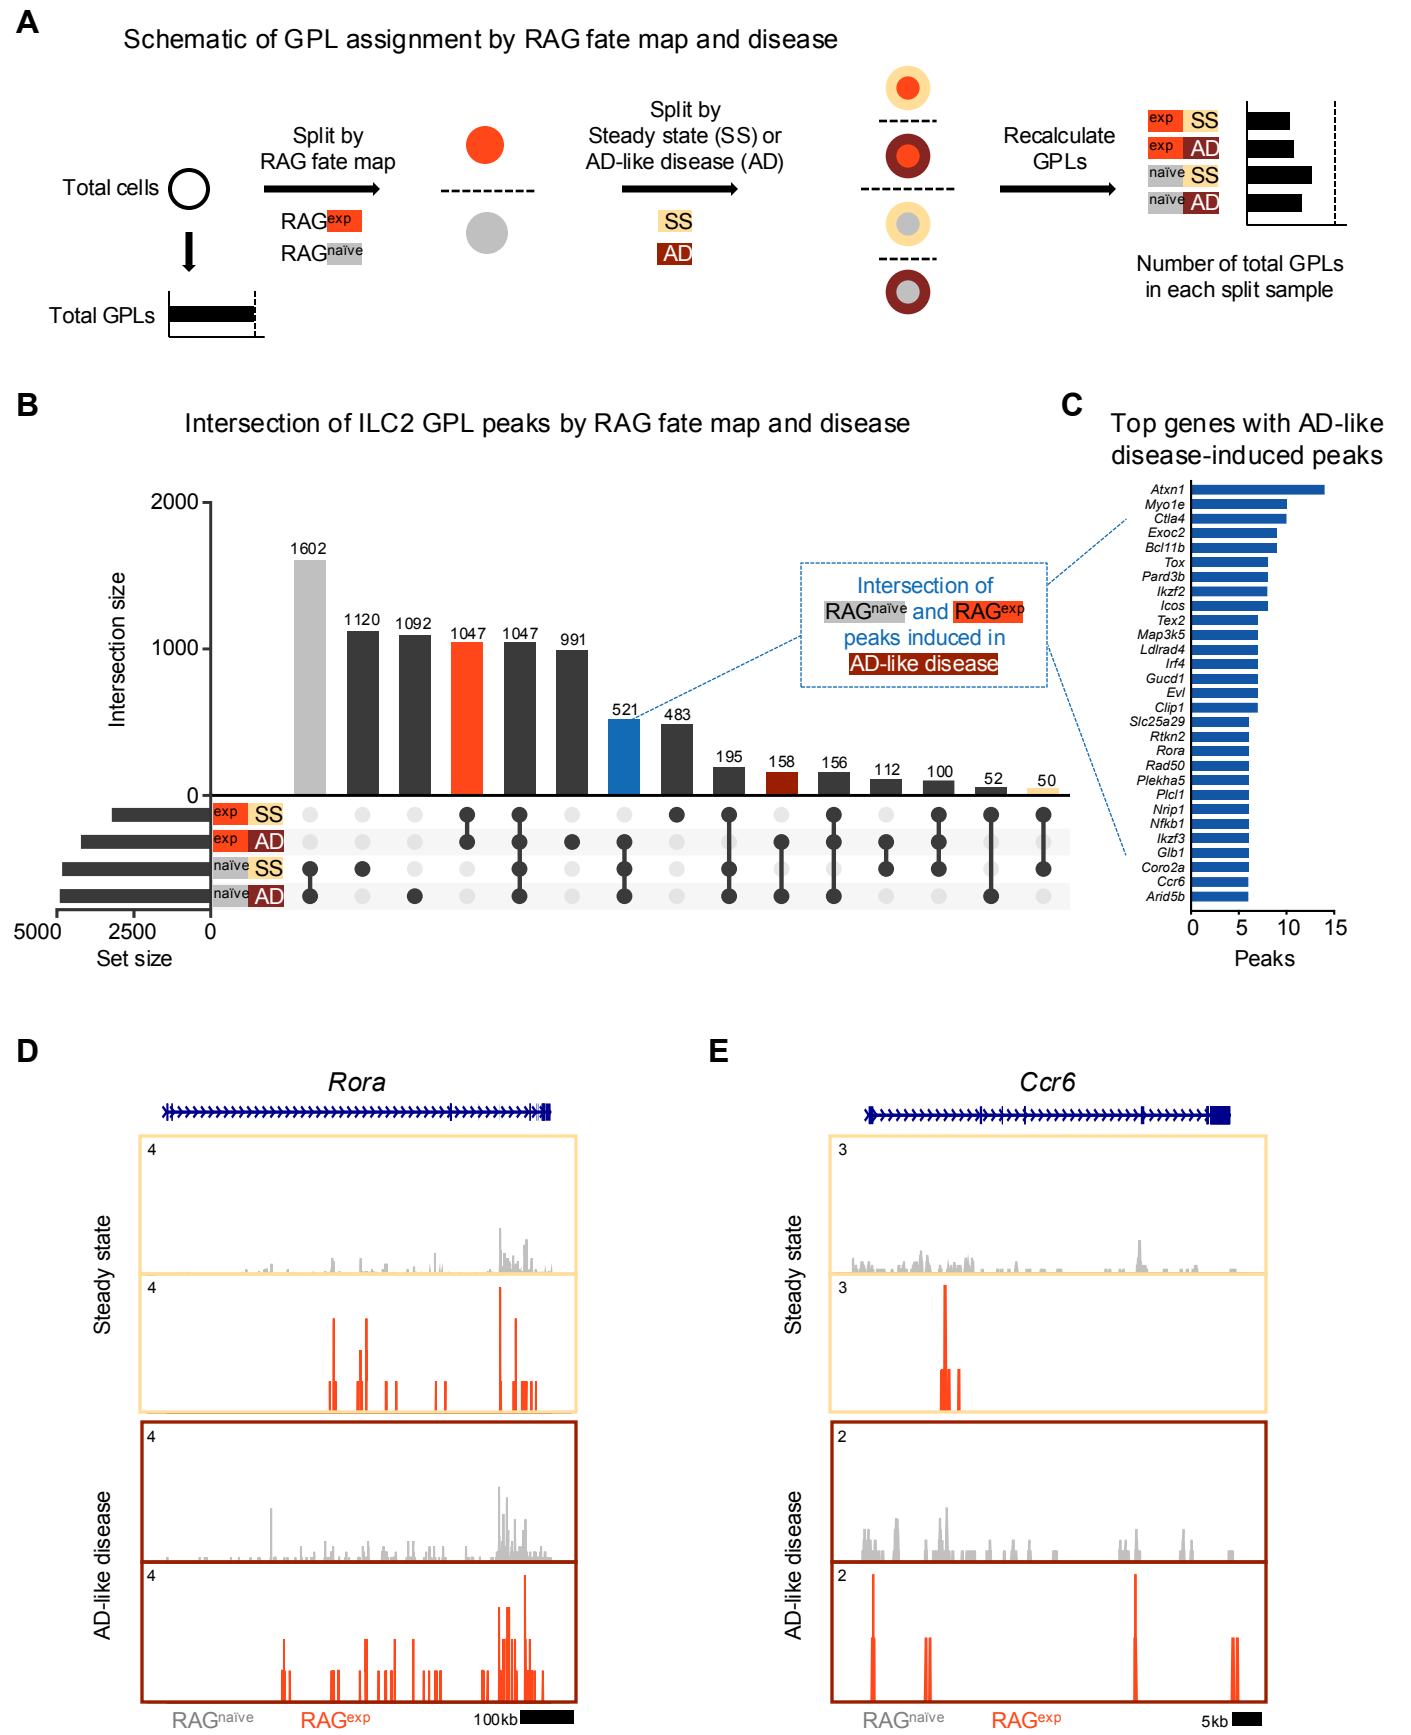 A
Schematic of GPL assignment by RAG fate map and disease
Total cells
Total GPLs
Split by
RAG fate map
RAGexp
RAGnaïve
Split by
Steady state (SS) or
AD-like disease (AD)
SS
AD
Recalculate
GPLs
exp SS
exp AD
naïve SS
naïve AD
Number of total GPLs
in each split sample
B
Intersection of ILC2 GPL peaks by RAG fate map and disease
Intersection size
2000
1000
0
1602
1120
1092
1047
1047
991
521
483
195
158
156
112
100
52
50
Intersection of
RAGnaïve and RAGexp
peaks induced in
AD-like disease
exp SS
exp AD
naïve SS
naïve AD
5000 2500 0
Set size
C
Top genes with AD-like
disease-induced peaks
Atxn1
Myo1e
Ctla4
Exoc2
Bcl11b
Tox
Pard3b
Ikzf2
Icos
Tex2
Map3k5
Ldlrad4
Irf4
Gucd1
Evl
Clip1
Slc25a29
Rtkn2
Rora
Rad50
Plekha5
Plcl1
Nrip1
Nfkb1
Ikzf3
Glb1
Coro2a
Ccr6
Arid5b
0 5 10 15
Peaks
D
Rora
Steady state
4
4
AD-like disease
4
4
RAGnaïve RAGexp 100kb
E
Ccr6
Steady state
3
3
AD-like disease
2
2
RAGnaïve RAGexp 5kb